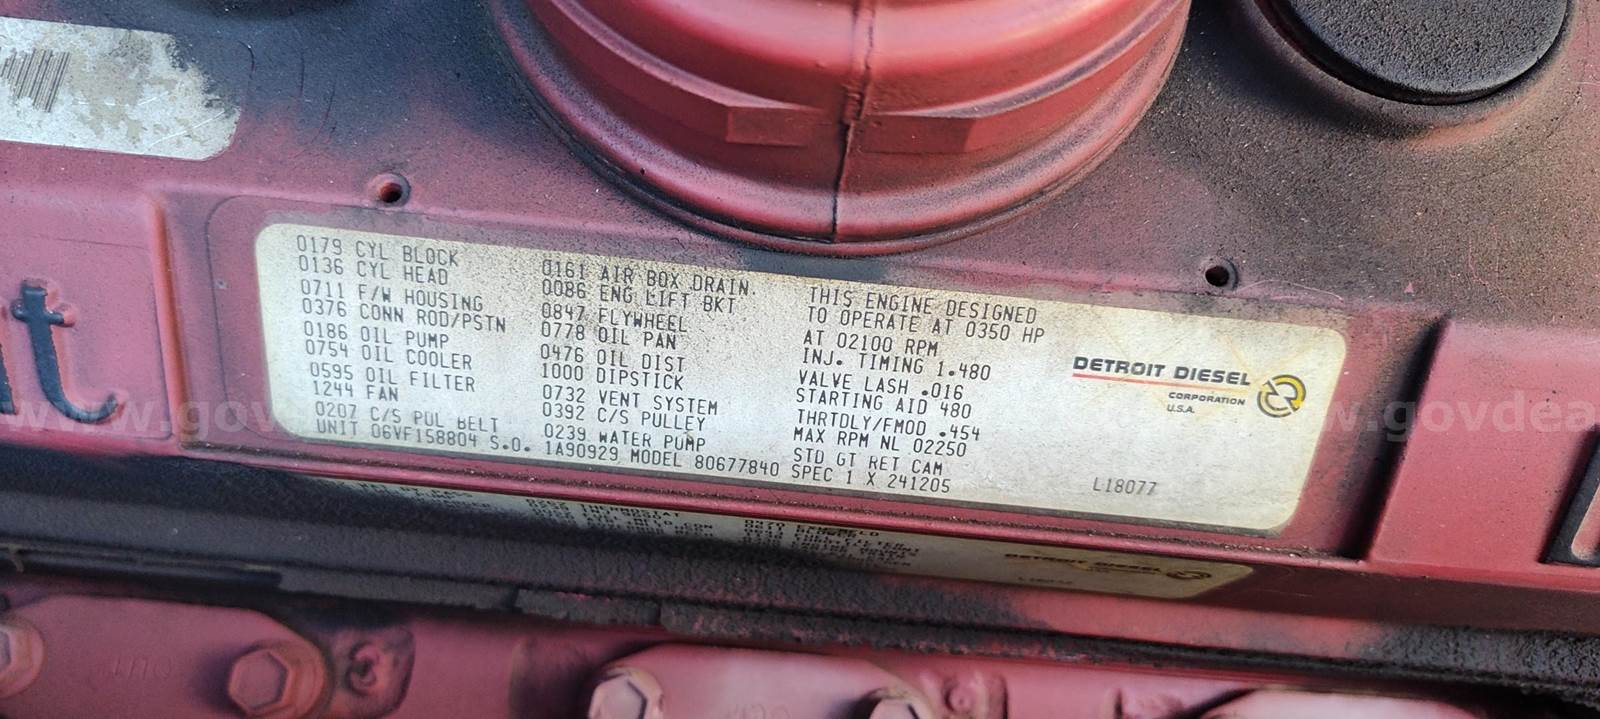 0179 CYL BLOCK
0136 CYL HEAD
0711 F/W HOUSING
0376 CONN ROD/PSTN
0186 OIL PUMP
0754 OIL COOLER
0595 OIL FILTER
1244 FAN
0207 C/S PUL BELT
0161 AIR BOX DRAIN
0086 ENG LIFT BKT
0847 FLYWHEEL
0778 OIL PAN
0476 OIL DIST
1000 DIPSTICK
0732 VENT SYSTEM
0392 C/S PULLEY
0239 WATER PUMP
THIS ENGINE DESIGNED
TO OPERATE AT 0350 HP
AT 02100 RPM
INJ. TIMING 1.480
VALVE LASH .016
STARTING AID 480
THRTDLY/FMOD .454
MAX RPM NL 02250
STD GT RET CAM
UNIT 06VF158804 S.O. 1A90929 MODEL 80677840 SPEC 1 X 241205
DETROIT DIESEL
CORPORATION
U.S.A.
L18077
t
DETROIT DIESEL
3
www.govdea